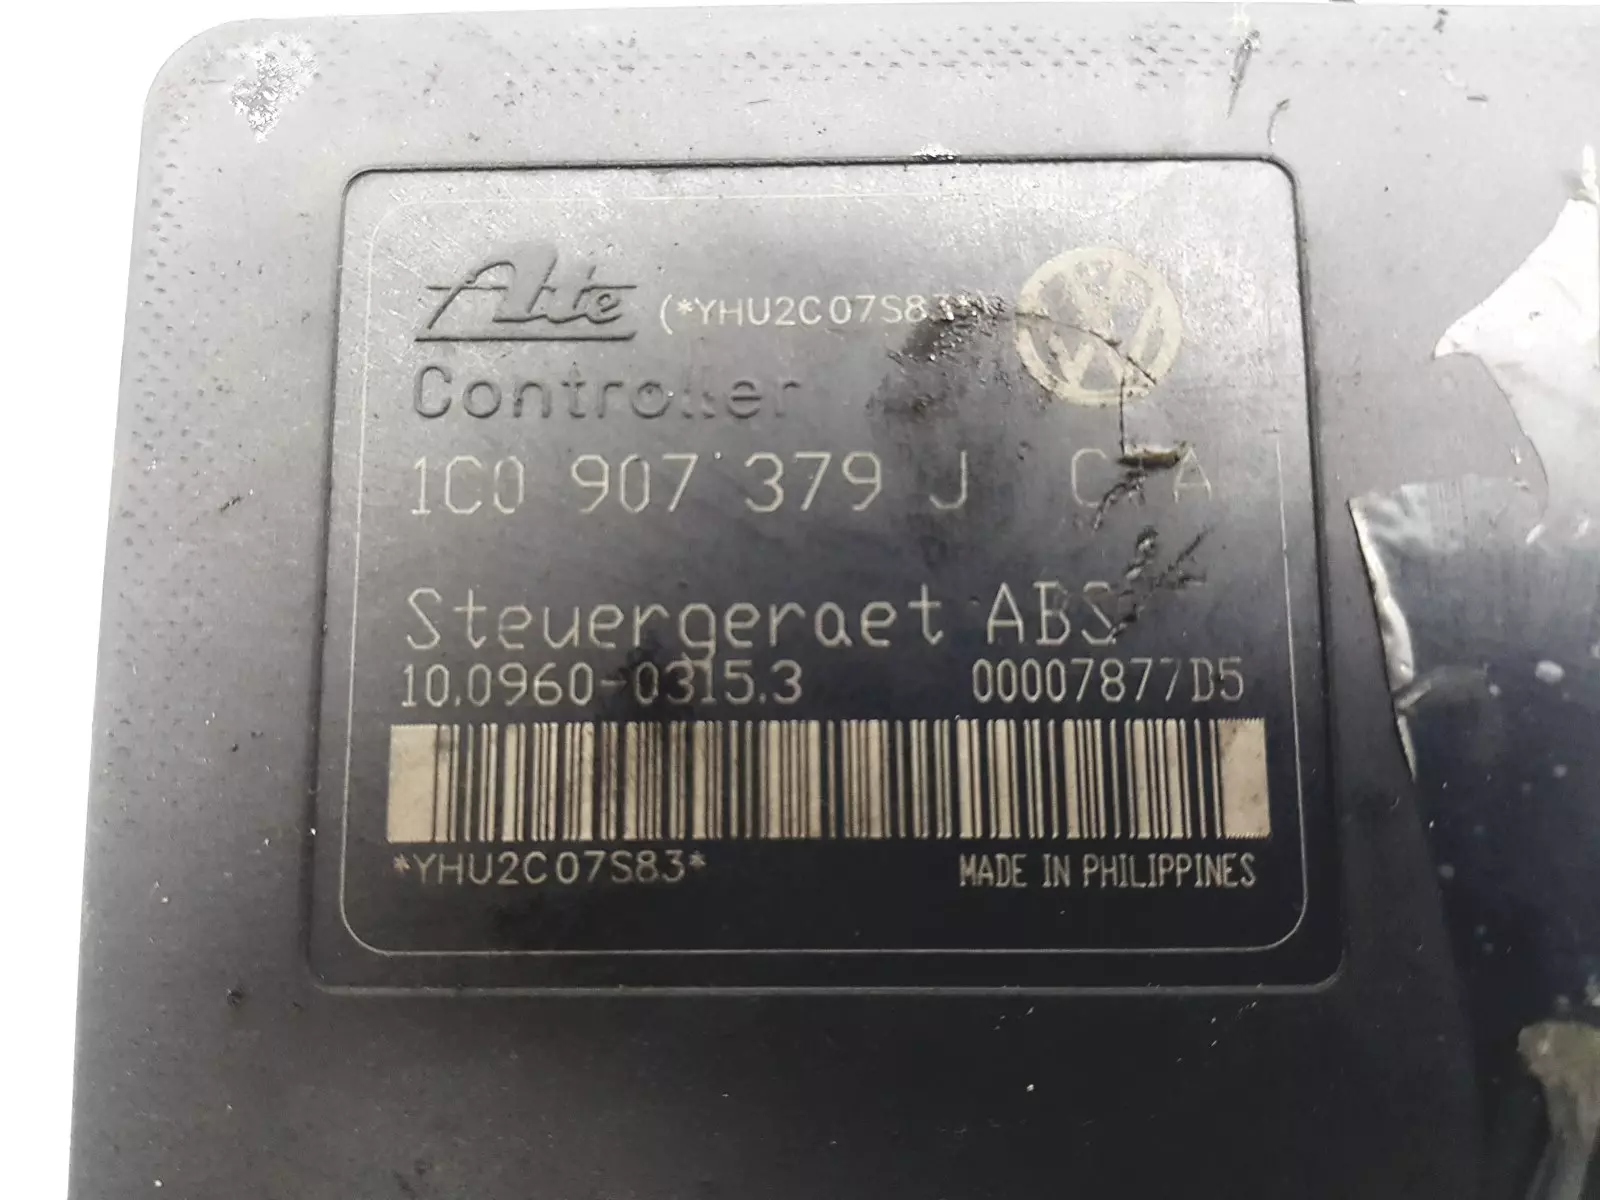 Ate (*YHU2C07S83*
Controller
1C0 907 379 J
Steuergeraet ABS
10.0960-0315.3 00007877D5
*YHU2C07S83* MADE IN PHILIPPINES